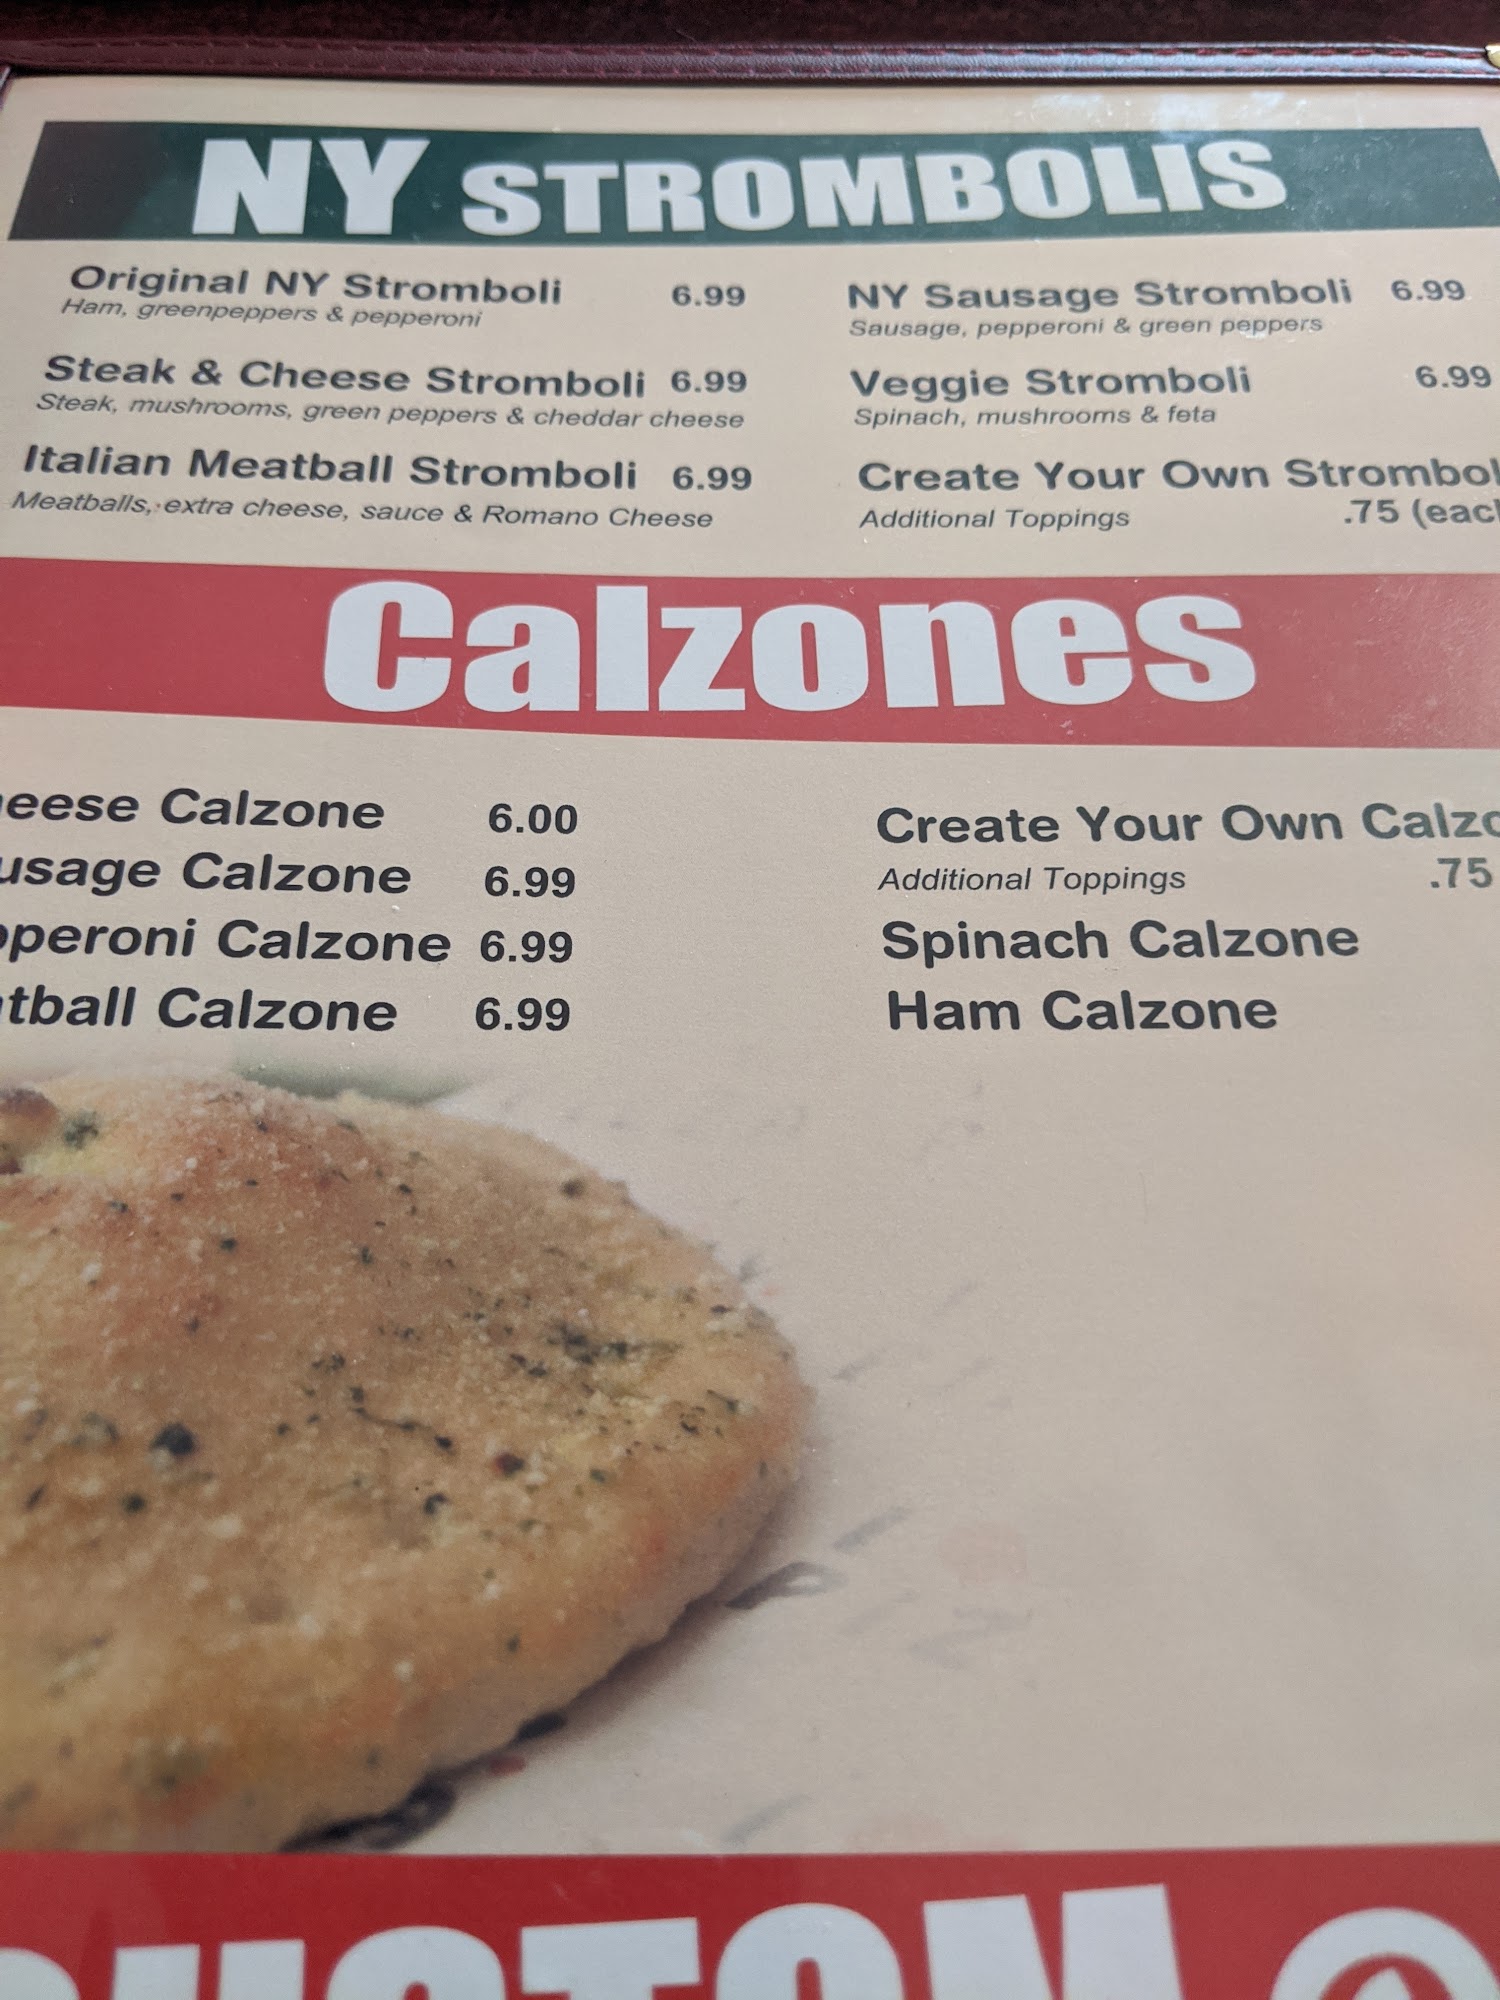 NY STROMBOLIS
Original NY Stromboli 6.99
Ham, greenpeppers & pepperoni
Steak & Cheese Stromboli 6.99
Steak, mushrooms, green peppers & cheddar cheese
Italian Meatball Stromboli 6.99
Meatballs, extra cheese, sauce & Romano Cheese
NY Sausage Stromboli 6.99
Sausage, pepperoni & green peppers
Veggie Stromboli 6.99
Spinach, mushrooms & feta
Create Your Own Strombol
Additional Toppings .75 (each
Calzones
eese Calzone 6.00
usage Calzone 6.99
pperoni Calzone 6.99
tball Calzone 6.99
Create Your Own Calzo
Additional Toppings .75
Spinach Calzone
Ham Calzone